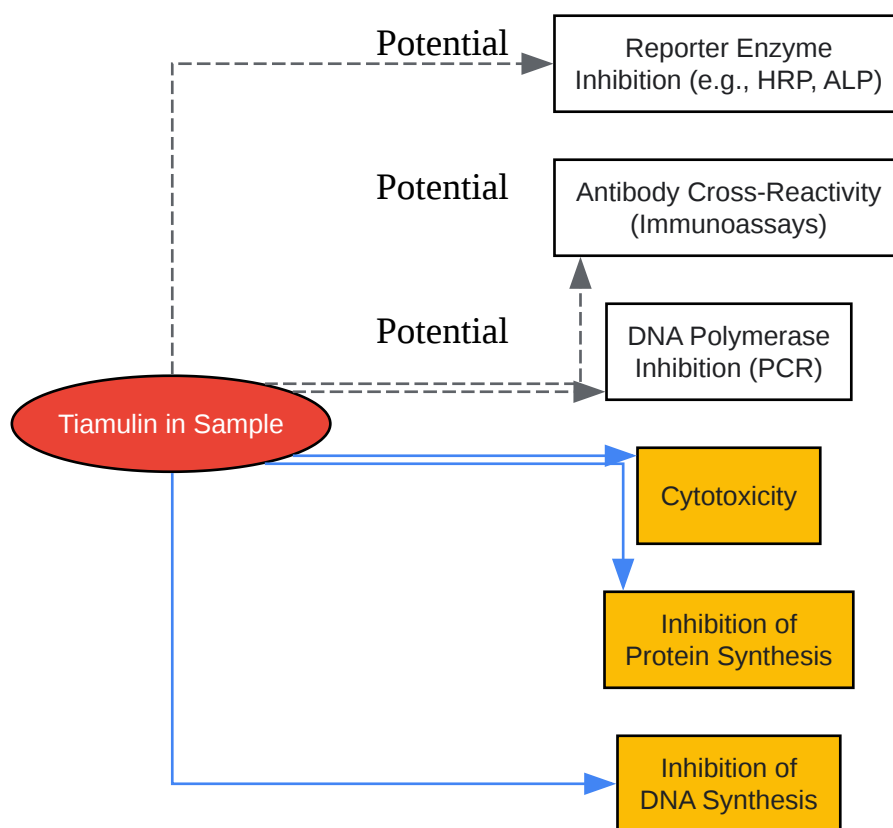 Potential
Reporter Enzyme
Inhibition (e.g., HRP, ALP)
Potential
Antibody Cross-Reactivity
(Immunoassays)
Potential
DNA Polymerase
Inhibition (PCR)
Tiamulin in Sample
Cytotoxicity
Inhibition of
Protein Synthesis
Inhibition of
DNA Synthesis